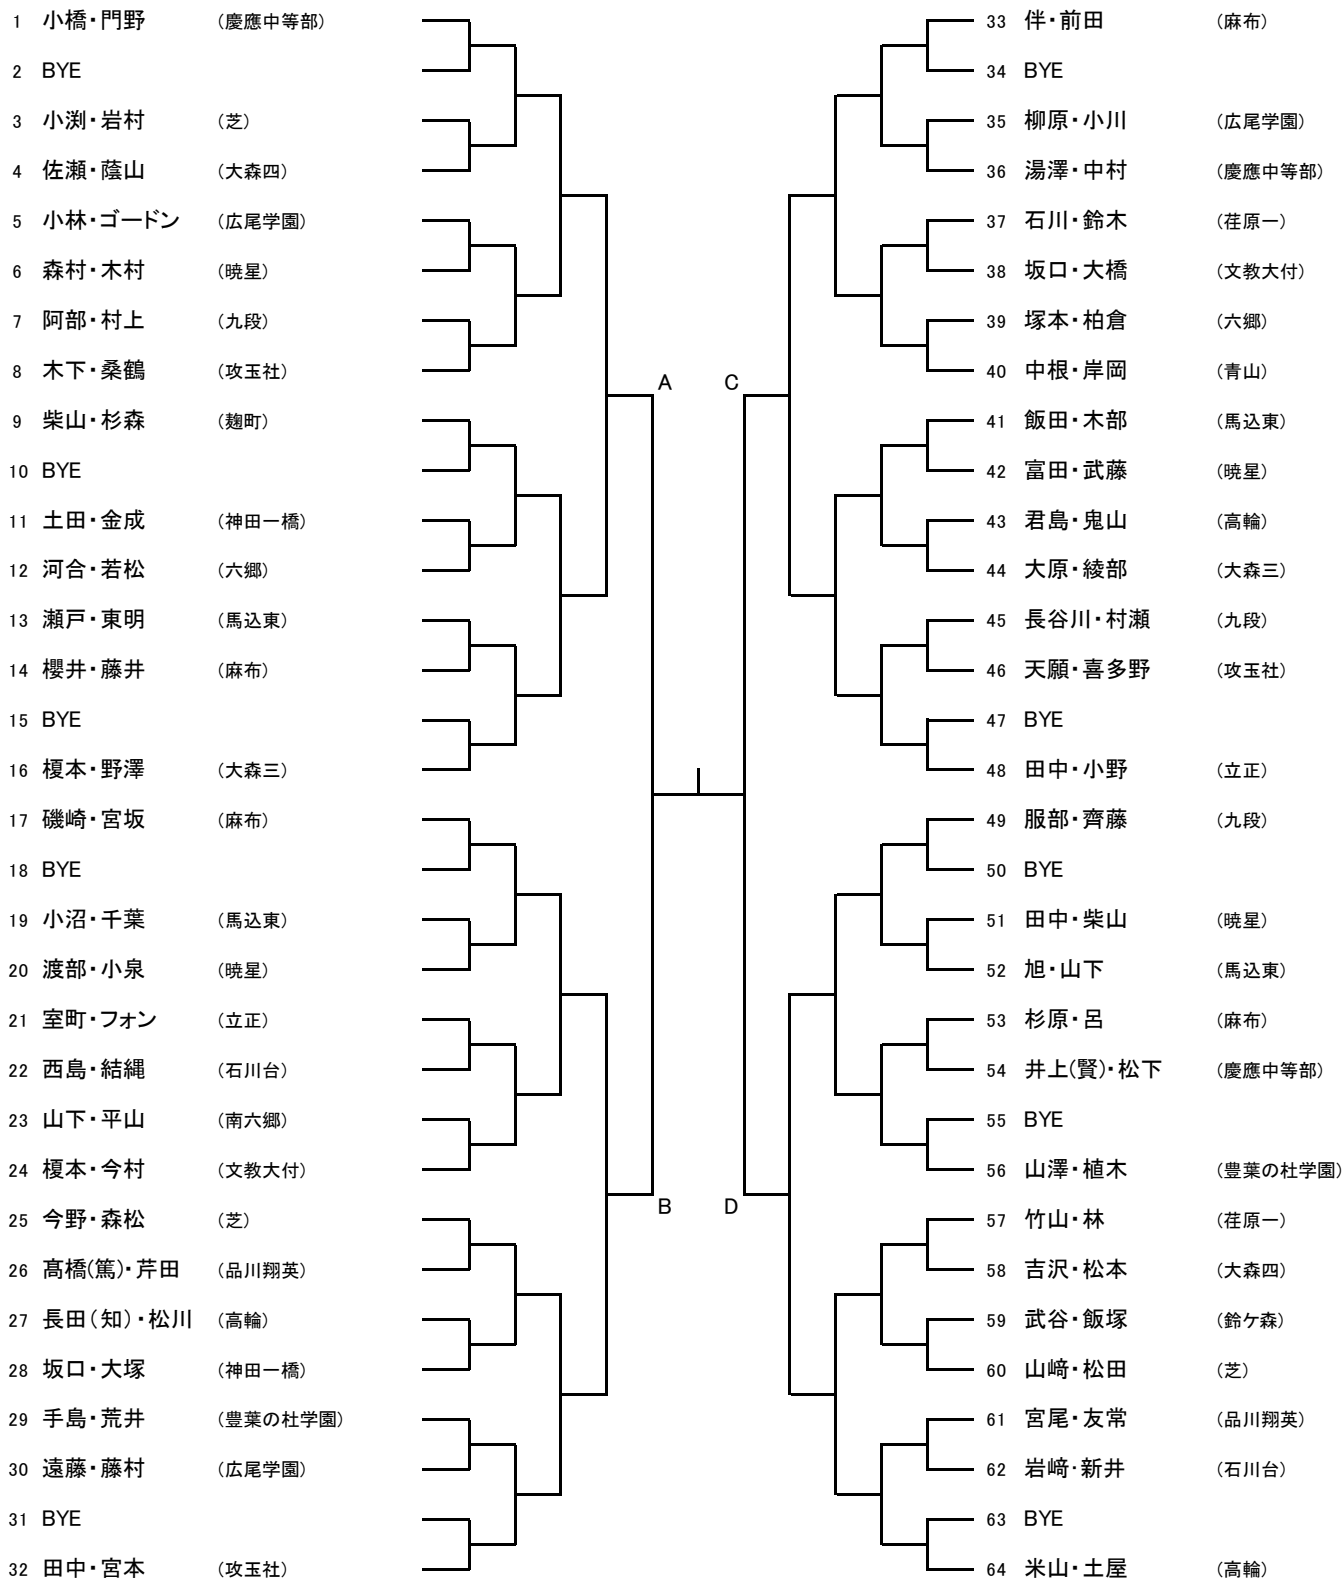 1 小橋・門野 (慶應中等部)
2 BYE
3 小渕・岩村 (芝)
4 佐瀬・蔭山 (大森四)
5 小林・ゴードン (広尾学園)
6 森村・木村 (暁星)
7 阿部・村上 (九段)
8 木下・桑鶴 (攻玉社)
A
9 柴山・杉森 (麹町)
10 BYE
11 土田・金成 (神田一橋)
12 河合・若松 (六郷)
13 瀬戸・東明 (馬込東)
14 櫻井・藤井 (麻布)
15 BYE
16 榎本・野澤 (大森三)
17 磯崎・宮坂 (麻布)
18 BYE
19 小沼・千葉 (馬込東)
20 渡部・小泉 (暁星)
21 室町・フォン (立正)
22 西島・結縄 (石川台)
23 山下・平山 (南六郷)
24 榎本・今村 (文教大付)
B
25 今野・森松 (芝)
26 髙橋(篤)・芹田 (品川翔英)
27 長田(知)・松川 (高輪)
28 坂口・大塚 (神田一橋)
29 手島・荒井 (豊葉の杜学園)
30 遠藤・藤村 (広尾学園)
31 BYE
32 田中・宮本 (攻玉社)
33 伴・前田 (麻布)
34 BYE
35 柳原・小川 (広尾学園)
36 湯澤・中村 (慶應中等部)
37 石川・鈴木 (荏原一)
38 坂口・大橋 (文教大付)
39 塚本・柏倉 (六郷)
40 中根・岸岡 (青山)
C
41 飯田・木部 (馬込東)
42 富田・武藤 (暁星)
43 君島・鬼山 (高輪)
44 大原・綾部 (大森三)
45 長谷川・村瀬 (九段)
46 天願・喜多野 (攻玉社)
47 BYE
48 田中・小野 (立正)
49 服部・齊藤 (九段)
50 BYE
51 田中・柴山 (暁星)
52 旭・山下 (馬込東)
53 杉原・呂 (麻布)
54 井上(賢)・松下 (慶應中等部)
55 BYE
56 山澤・植木 (豊葉の杜学園)
D
57 竹山・林 (荏原一)
58 吉沢・松本 (大森四)
59 武谷・飯塚 (鈴ケ森)
60 山﨑・松田 (芝)
61 宮尾・友常 (品川翔英)
62 岩﨑・新井 (石川台)
63 BYE
64 米山・土屋 (高輪)